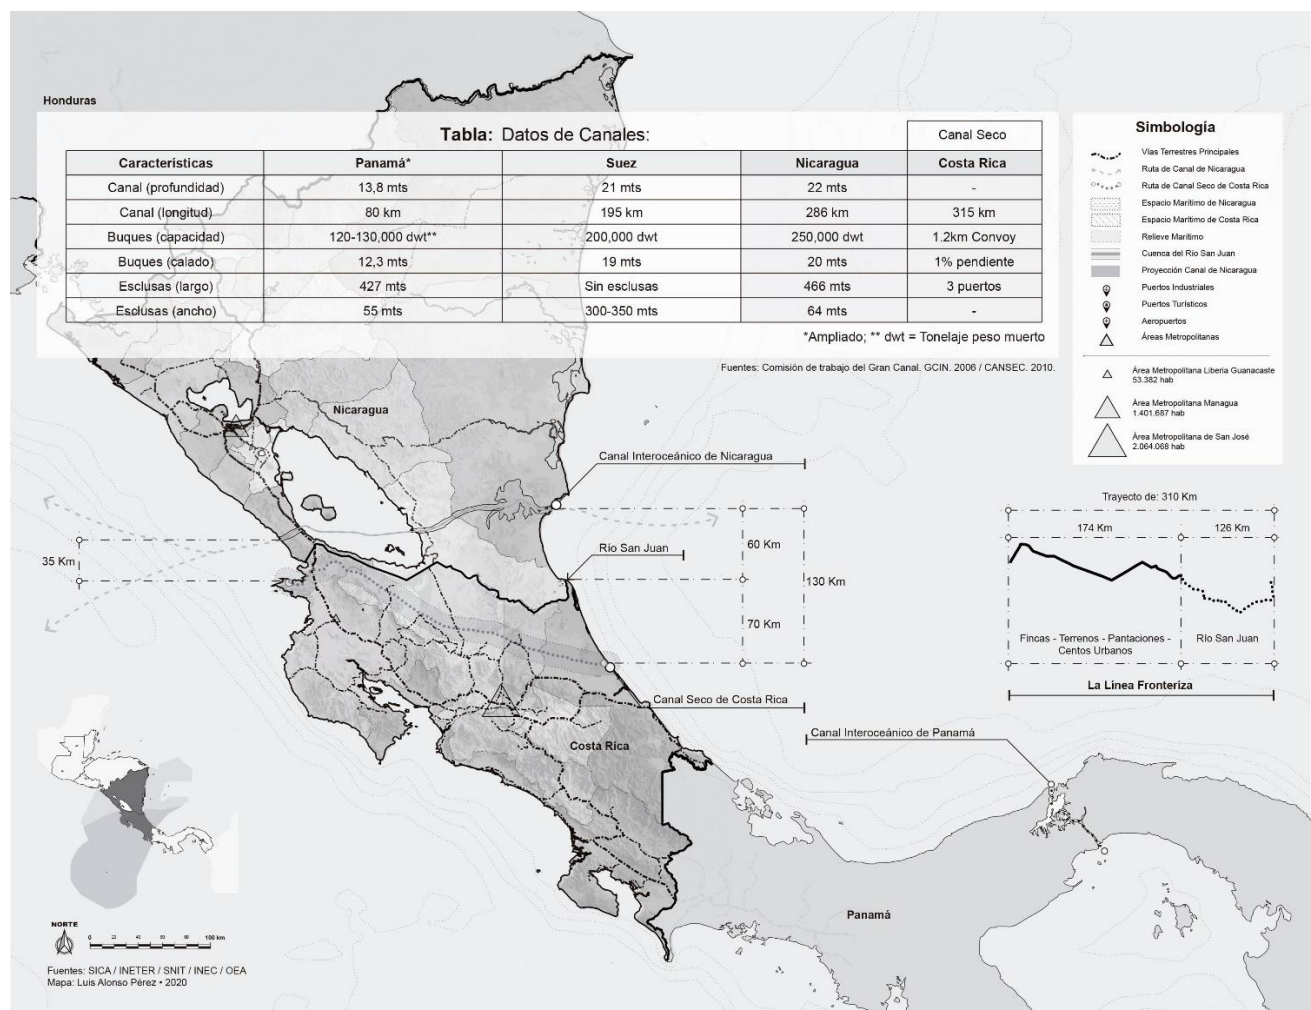 Honduras
Tabla: Datos de Canales:
Canal Seco
Características Panamá* Suez Nicaragua Costa Rica
Canal (profundidad) 13,8 mts 21 mts 22 mts -
Canal (longitud) 80 km 195 km 286 km 315 km
Buques (capacidad) 120-130,000 dwt** 200,000 dwt 250,000 dwt 1.2km Convoy
Buques (calado) 12,3 mts 19 mts 20 mts 1% pendiente
Esclusas (largo) 427 mts Sin esclusas 466 mts 3 puertos
Esclusas (ancho) 55 mts 300-350 mts 64 mts -
*Ampliado; ** dwt = Tonelaje peso muerto
Fuentes: Comisión de trabajo del Gran Canal. GCIN. 2006 / CANSEC. 2010.
Simbología
Vías Terrestres Principales
Ruta de Canal de Nicaragua
Ruta de Canal Seco de Costa Rica
Espacio Marítimo de Nicaragua
Espacio Marítimo de Costa Rica
Relieve Marítimo
Cuenca del Río San Juan
Proyección Canal de Nicaragua
Puertos Industriales
Puertos Turísticos
Aeropuertos
Áreas Metropolitanas
Área Metropolitana Liberia Guanacaste
53.382 hab
Área Metropolitana Managua
1.401.687 hab
Área Metropolitana de San José
2.064.068 hab
Nicaragua
Canal Interoceánico de Nicaragua
Río San Juan
35 Km
60 Km
130 Km
70 Km
Canal Seco de Costa Rica
Costa Rica
Trayecto de: 310 Km
174 Km 126 Km
Fincas - Terrenos - Pantaciones -
Centos Urbanos
Río San Juan
La Línea Fronteriza
Canal Interoceánico de Panamá
Panamá
NORTE
100 km
Fuentes: SICA / INETER / SNIT / INEC / OEA
Mapa: Luis Alonso Pérez • 2020